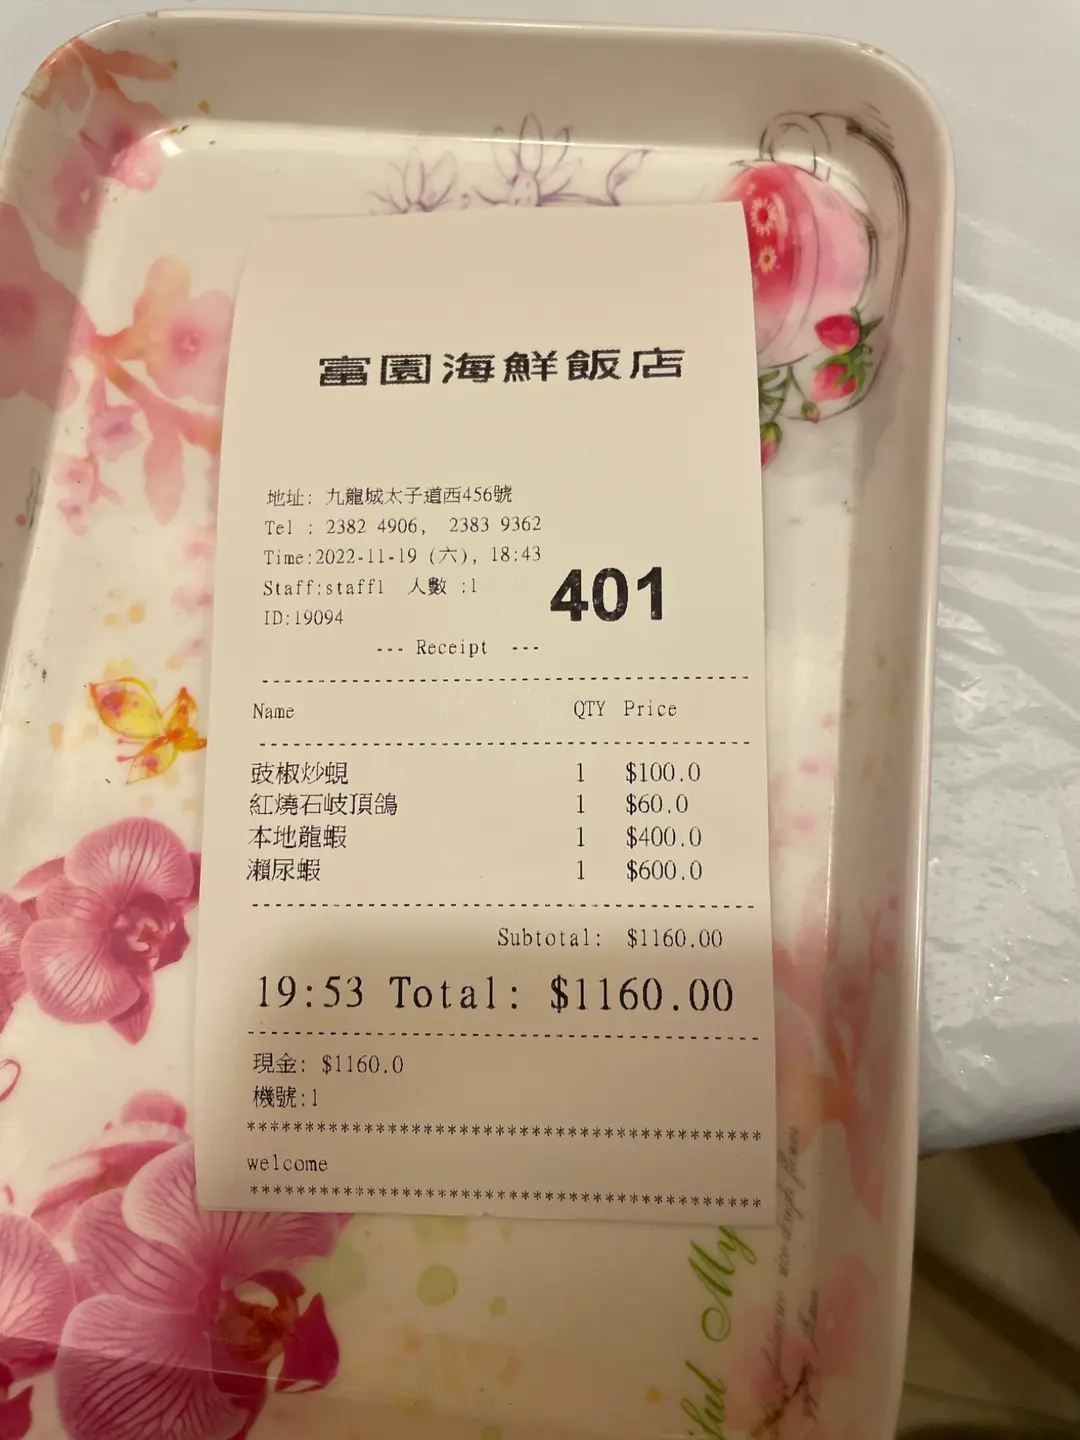 富園海鮮飯店
地址: 九龍城太子道西456號
Tel : 2382 4906, 2383 9362
Time:2022-11-19 (六), 18:43
Staff:staff1 人數 :1
401
ID:19094
--- Receipt ---
Name QTY Price
豉椒炒蜆 1 $100.0
紅燒石岐頂鴿 1 $60.0
本地龍蝦 1 $400.0
瀨尿蝦 1 $600.0
Subtotal: $1160.00
19:53 Total: $1160.00
現金: $1160.0
機號:1
******************************************
welcome
******************************************
My